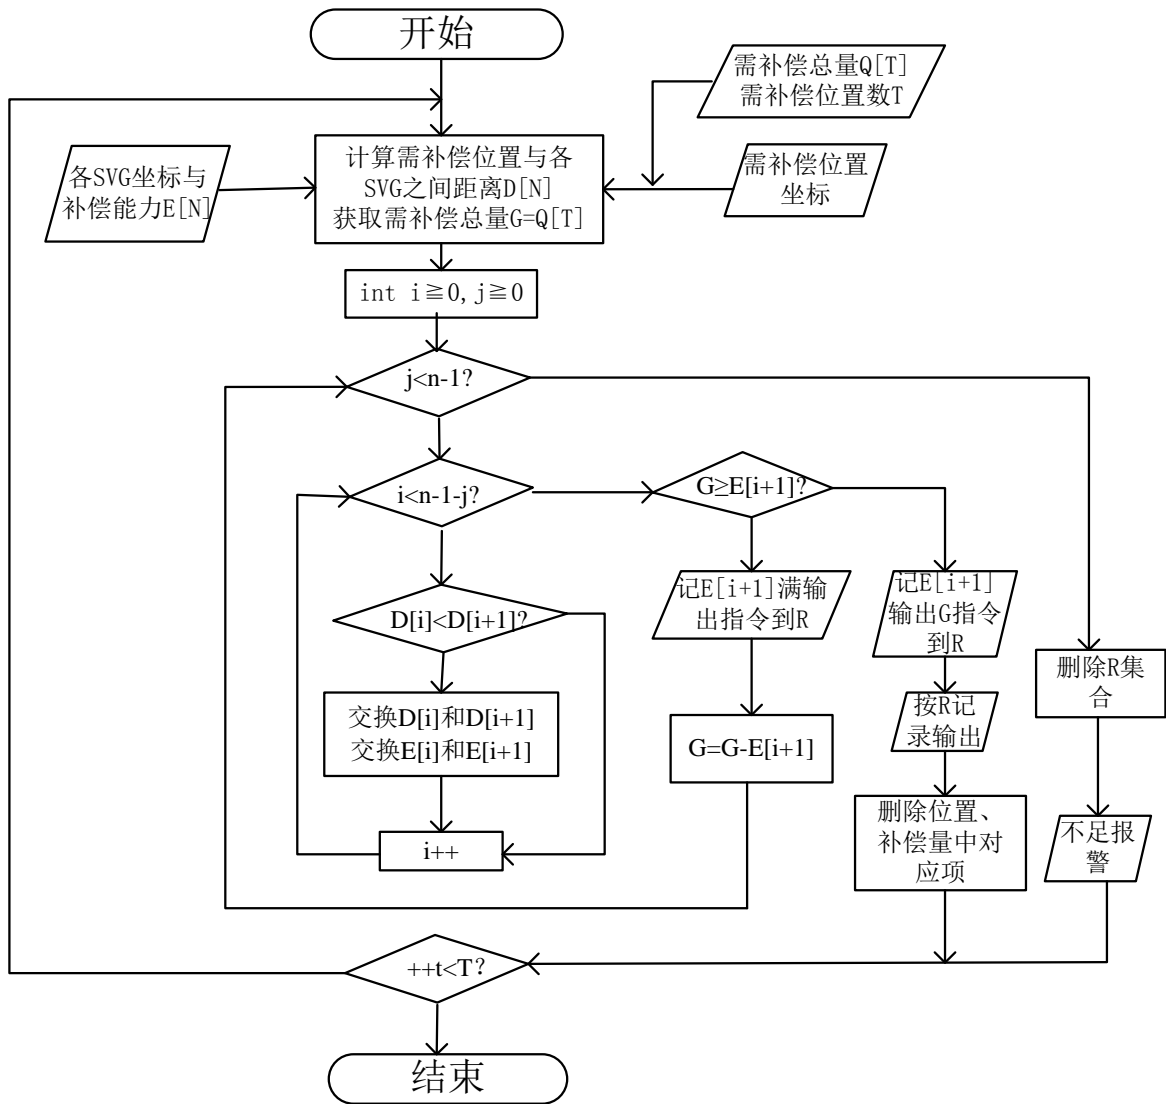 开始
需补偿总量Q[T]
需补偿位置数T
各SVG坐标与
补偿能力E[N]
计算需补偿位置与各
SVG之间距离D[N]
获取需补偿总量G=Q[T]
需补偿位置
坐标
int i≧0,j≧0
j<n-1?
i<n-1-j?
G≥E[i+1]?
D[i]<D[i+1]?
记E[i+1]满输
出指令到R
记E[i+1]
输出G指令
到R
删除R集
合
交换D[i]和D[i+1]
交换E[i]和E[i+1]
G=G-E[i+1]
按R记
录输出
i++
删除位置、
补偿量中对
应项
不足报
警
++t<T?
结束